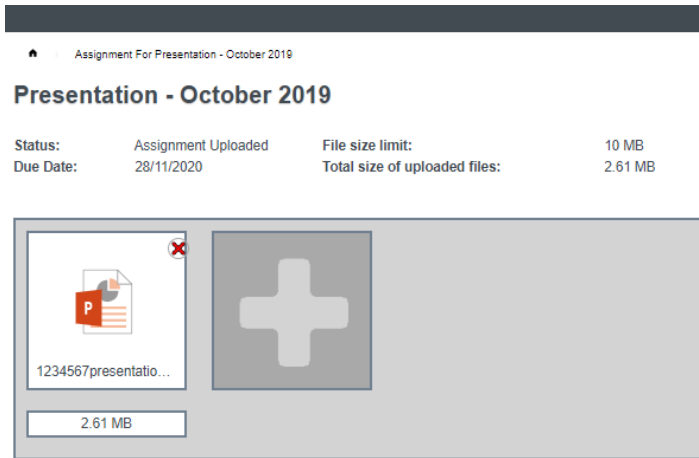 Assignment For Presentation - October 2019
Presentation - October 2019
Status: Assignment Uploaded File size limit: 10 MB
Due Date: 28/11/2020 Total size of uploaded files: 2.61 MB
P
1234567presentatio...
2.61 MB